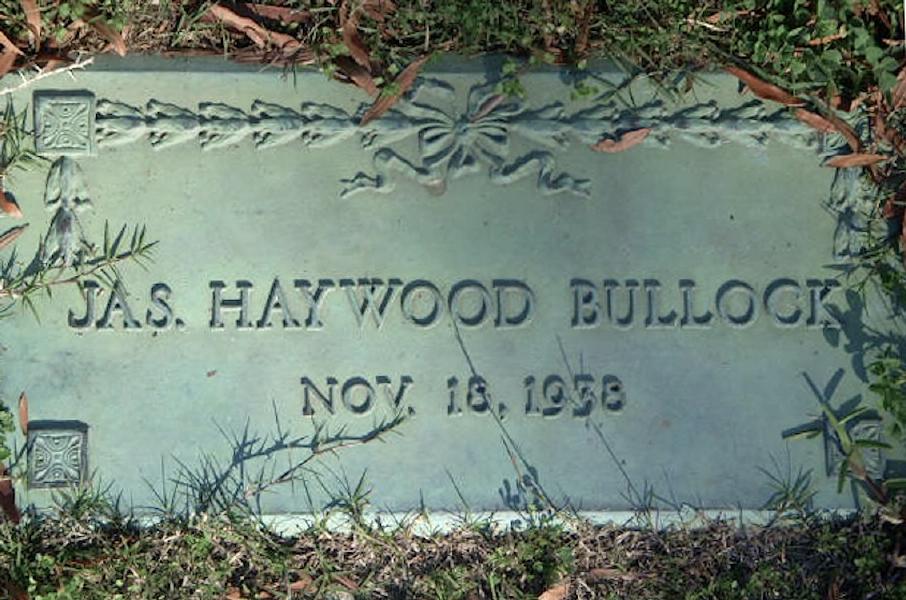 JAS. HAYWOOD BULLOCK
NOV. 18, 1938